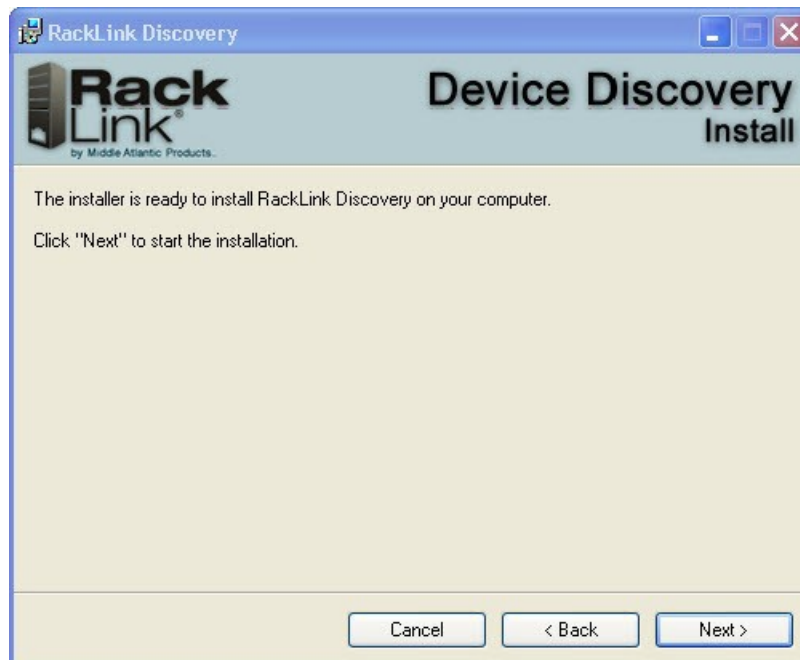 RackLink Discovery
Rack
Link®
by Middle Atlantic Products.
Device Discovery
Install
The installer is ready to install RackLink Discovery on your computer.
Click "Next" to start the installation.
Cancel
< Back
Next >